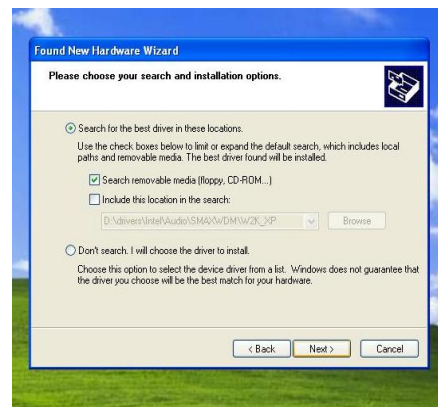 Found New Hardware Wizard
Please choose your search and installation options.
Search for the best driver in these locations.
Use the check boxes below to limit or expand the default search, which includes local
paths and removable media. The best driver found will be installed.
Search removable media (floppy, CD-ROM...)
Include this location in the search:
D:\drivers\Intel\Audio\SMAXWDM\W2K_XP
Browse
Don't search. I will choose the driver to install.
Choose this option to select the device driver from a list. Windows does not guarantee that
the driver you choose will be the best match for your hardware.
< Back
Next >
Cancel